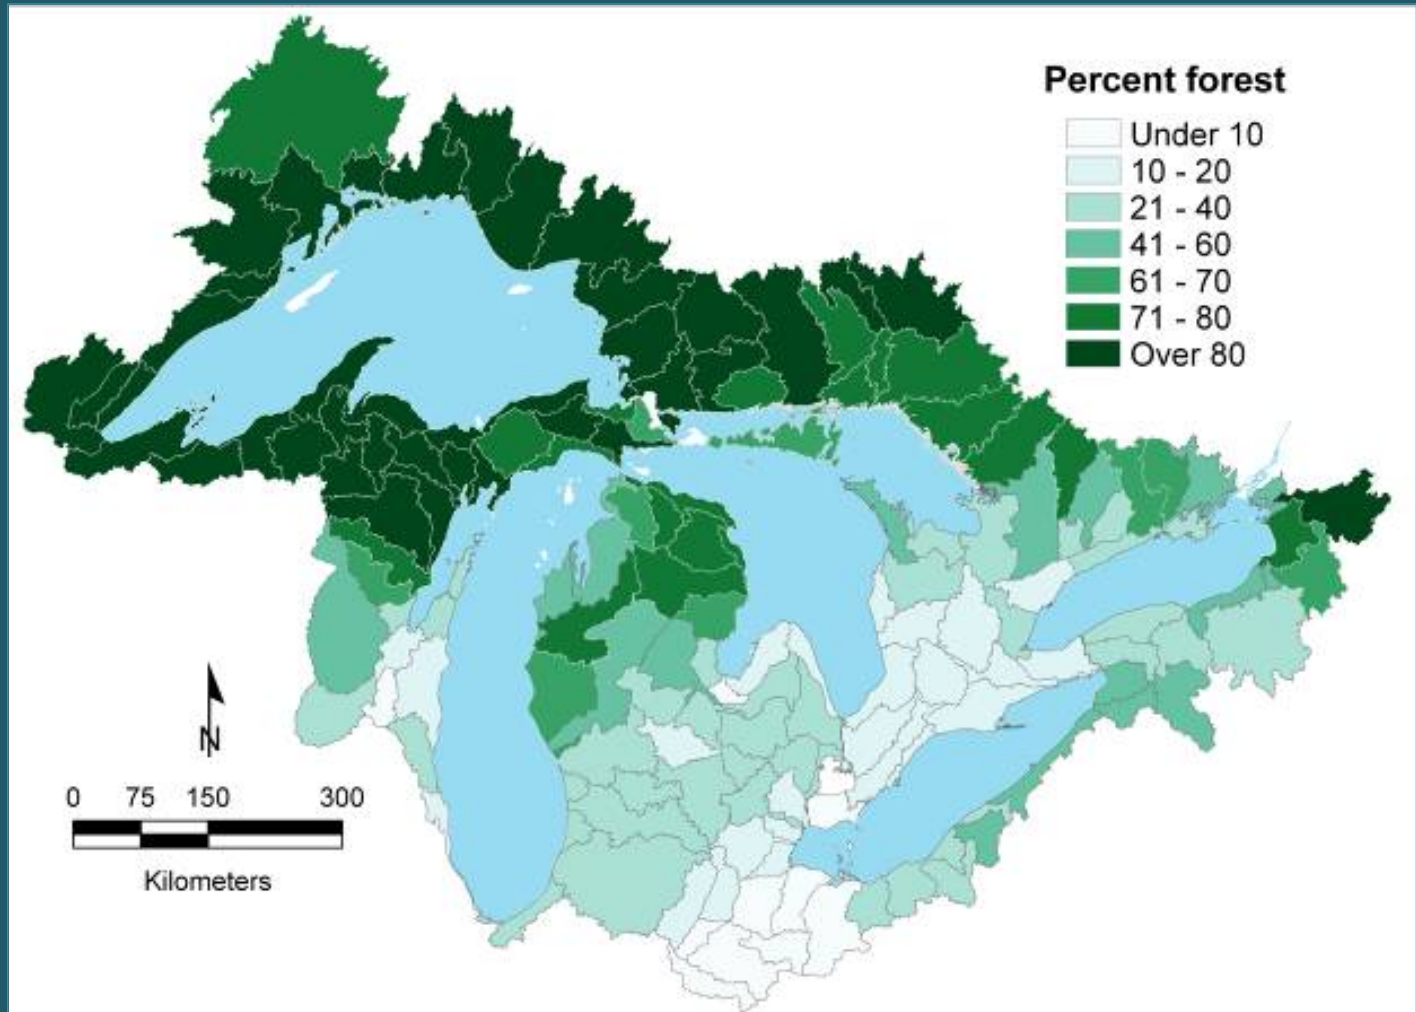 Percent forest
Under 10
10 - 20
21 - 40
41 - 60
61 - 70
71 - 80
Over 80
N
0 75 150 300
Kilometers